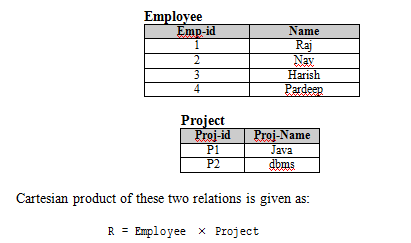 Employee
Emp-id Name
1 Raj
2 Nav
3 Harish
4 Pardeep
Project
Proj-id Proj-Name
P1 Java
P2 dbms
Cartesian product of these two relations is given as:
R = Employee × Project